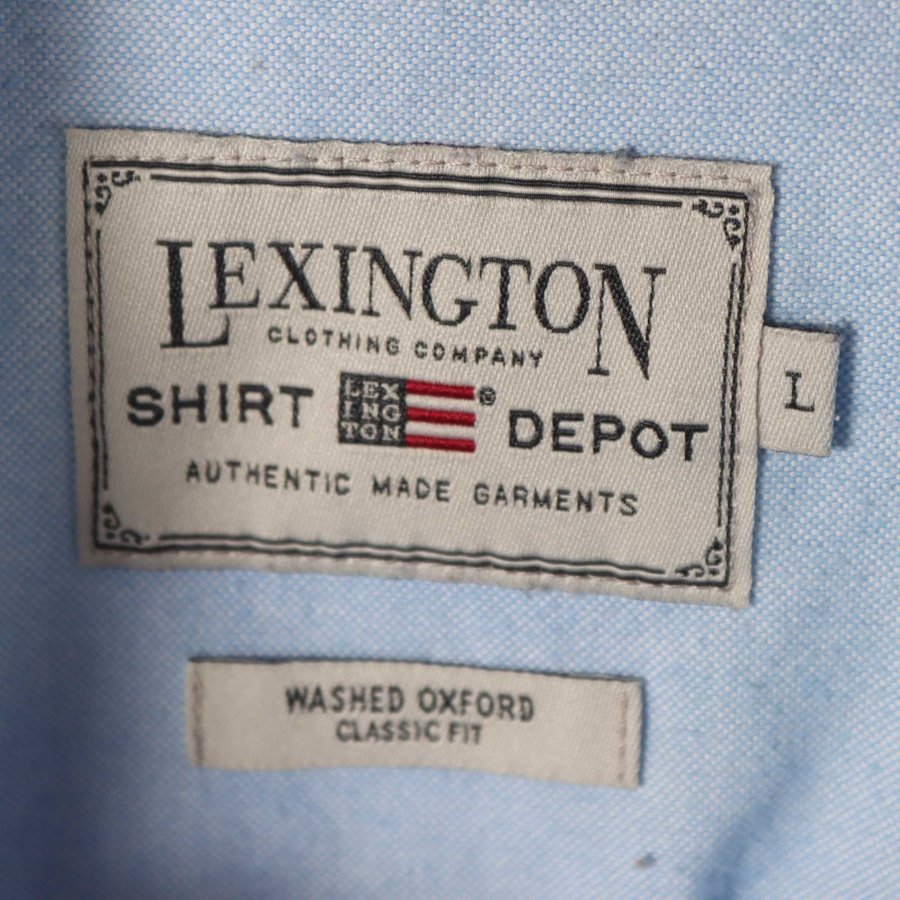 LEXINGTON
CLOTHING COMPANY
SHIRT LEX ING TON ® DEPOT
AUTHENTIC MADE GARMENTS
L
WASHED OXFORD
CLASSIC FIT